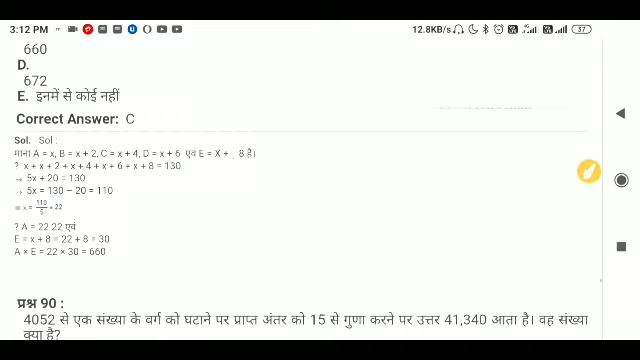 3:12 PM 12.8KB/s 37
660
D.
672
E. इनमें से कोई नहीं
Correct Answer: C
Sol. Sol :
माना A = x, B = x + 2, C = x + 4, D = x + 6 एवं E = X + . 8 है।
? x + x + 2 + x + 4 + x + 6 + x + 8 = 130
→ 5x + 20 = 130
→ 5x = 130 − 20 = 110
= x = 110/5 = 22
? A = 22 22 एवं
E = x + 8 = 22 + 8 = 30
A × E = 22 × 30 = 660
प्रश्न 90 :
4052 से एक संख्या के वर्ग को घटाने पर प्राप्त अंतर को 15 से गुणा करने पर उत्तर 41,340 आता है। वह संख्या
क्या है?